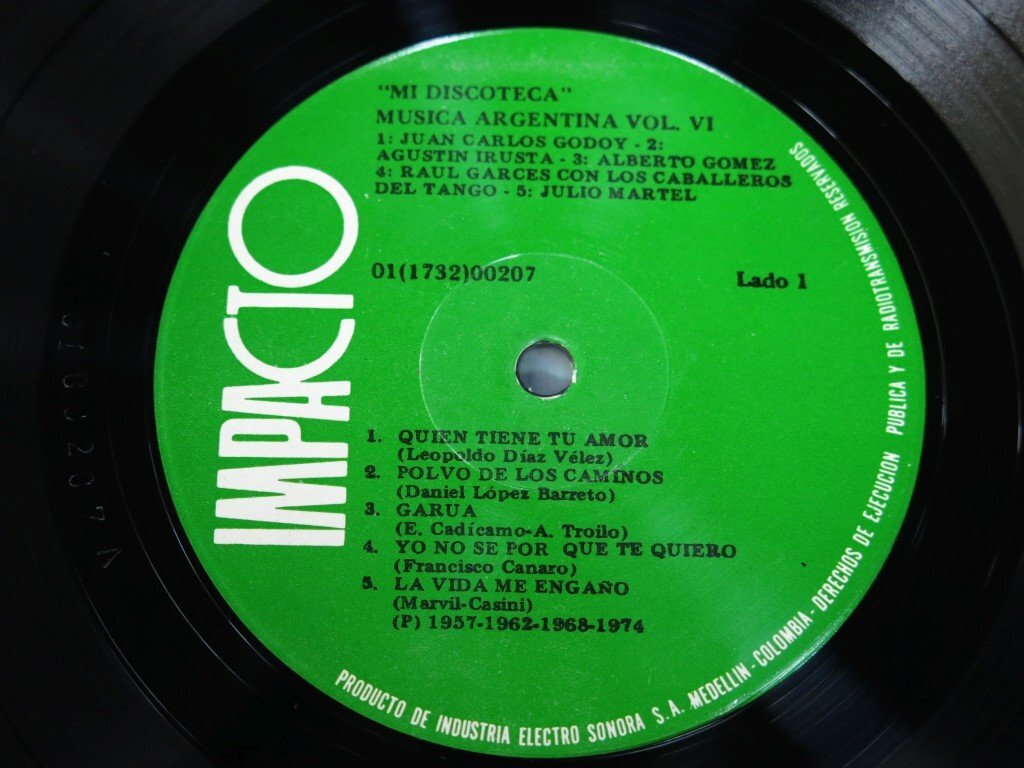 "MI DISCOTECA"
MUSICA ARGENTINA VOL. VI
1: JUAN CARLOS GODOY - 2:
AGUSTIN IRUSTA - 3: ALBERTO GOMEZ
4: RAUL GARCES CON LOS CABALLEROS
DEL TANGO - 5: JULIO MARTEL
IMPACTO
01(1732)00207
Lado 1
1. QUIEN TIENE TU AMOR
(Leopoldo Díaz Vélez)
2. POLVO DE LOS CAMINOS
(Daniel López Barreto)
3. GARUA
(E. Cadícamo-A. Troilo)
4. YO NO SE POR QUE TE QUIERO
(Francisco Canaro)
5. LA VIDA ME ENGAÑO
(Marvil-Casini)
(P) 1957-1962-1968-1974
PRODUCTO DE INDUSTRIA ELECTRO SONORA S.A. MEDELLIN - COLOMBIA - DERECHOS DE EJECUCION PUBLICA Y DE RADIOTRANSMISION RESERVADOS